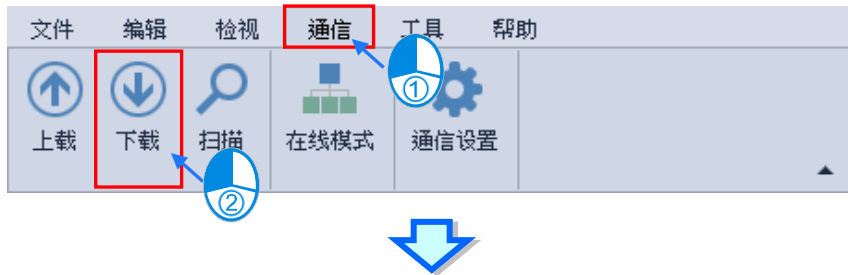 文件 编辑 检视 通信 工具 帮助
①
上载 下载 扫描 在线模式 通信设置
②